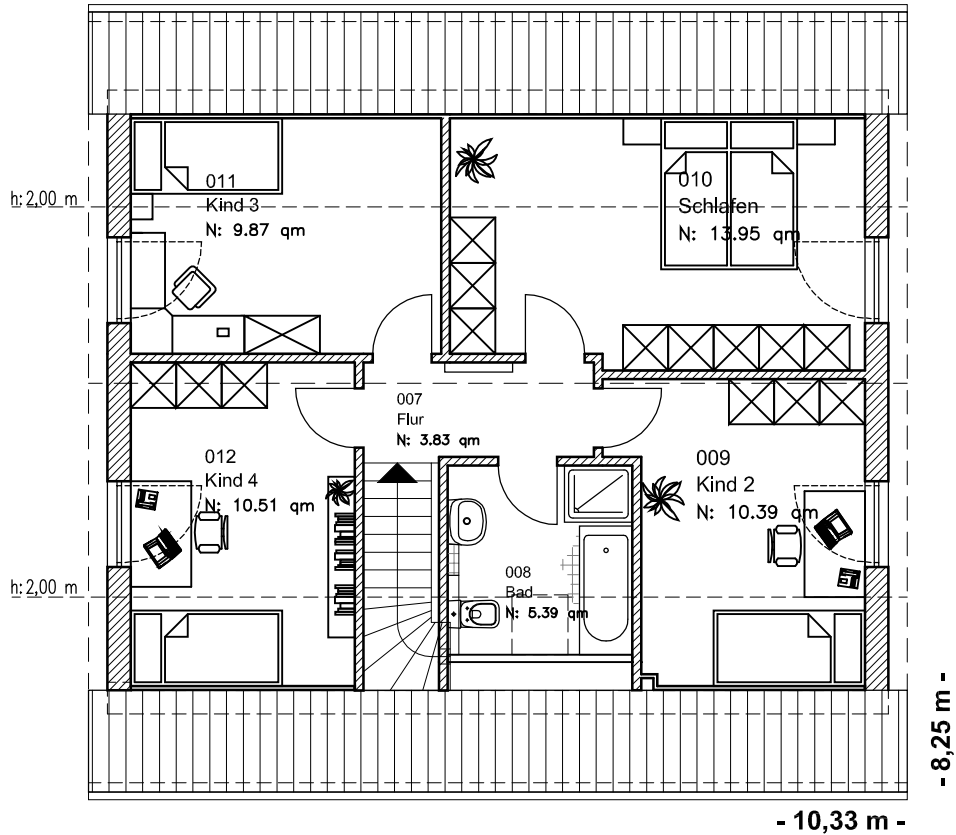 011
Kind 3
N: 9.87 qm
010
Schlafen
N: 13.95 qm
h: 2,00 m
007
Flur
N: 3.83 qm
012
Kind 4
N: 10.51 qm
009
Kind 2
N: 10.39 qm
008
Bad
N: 5.39 qm
h: 2,00 m
- 8,25 m -
- 10,33 m -